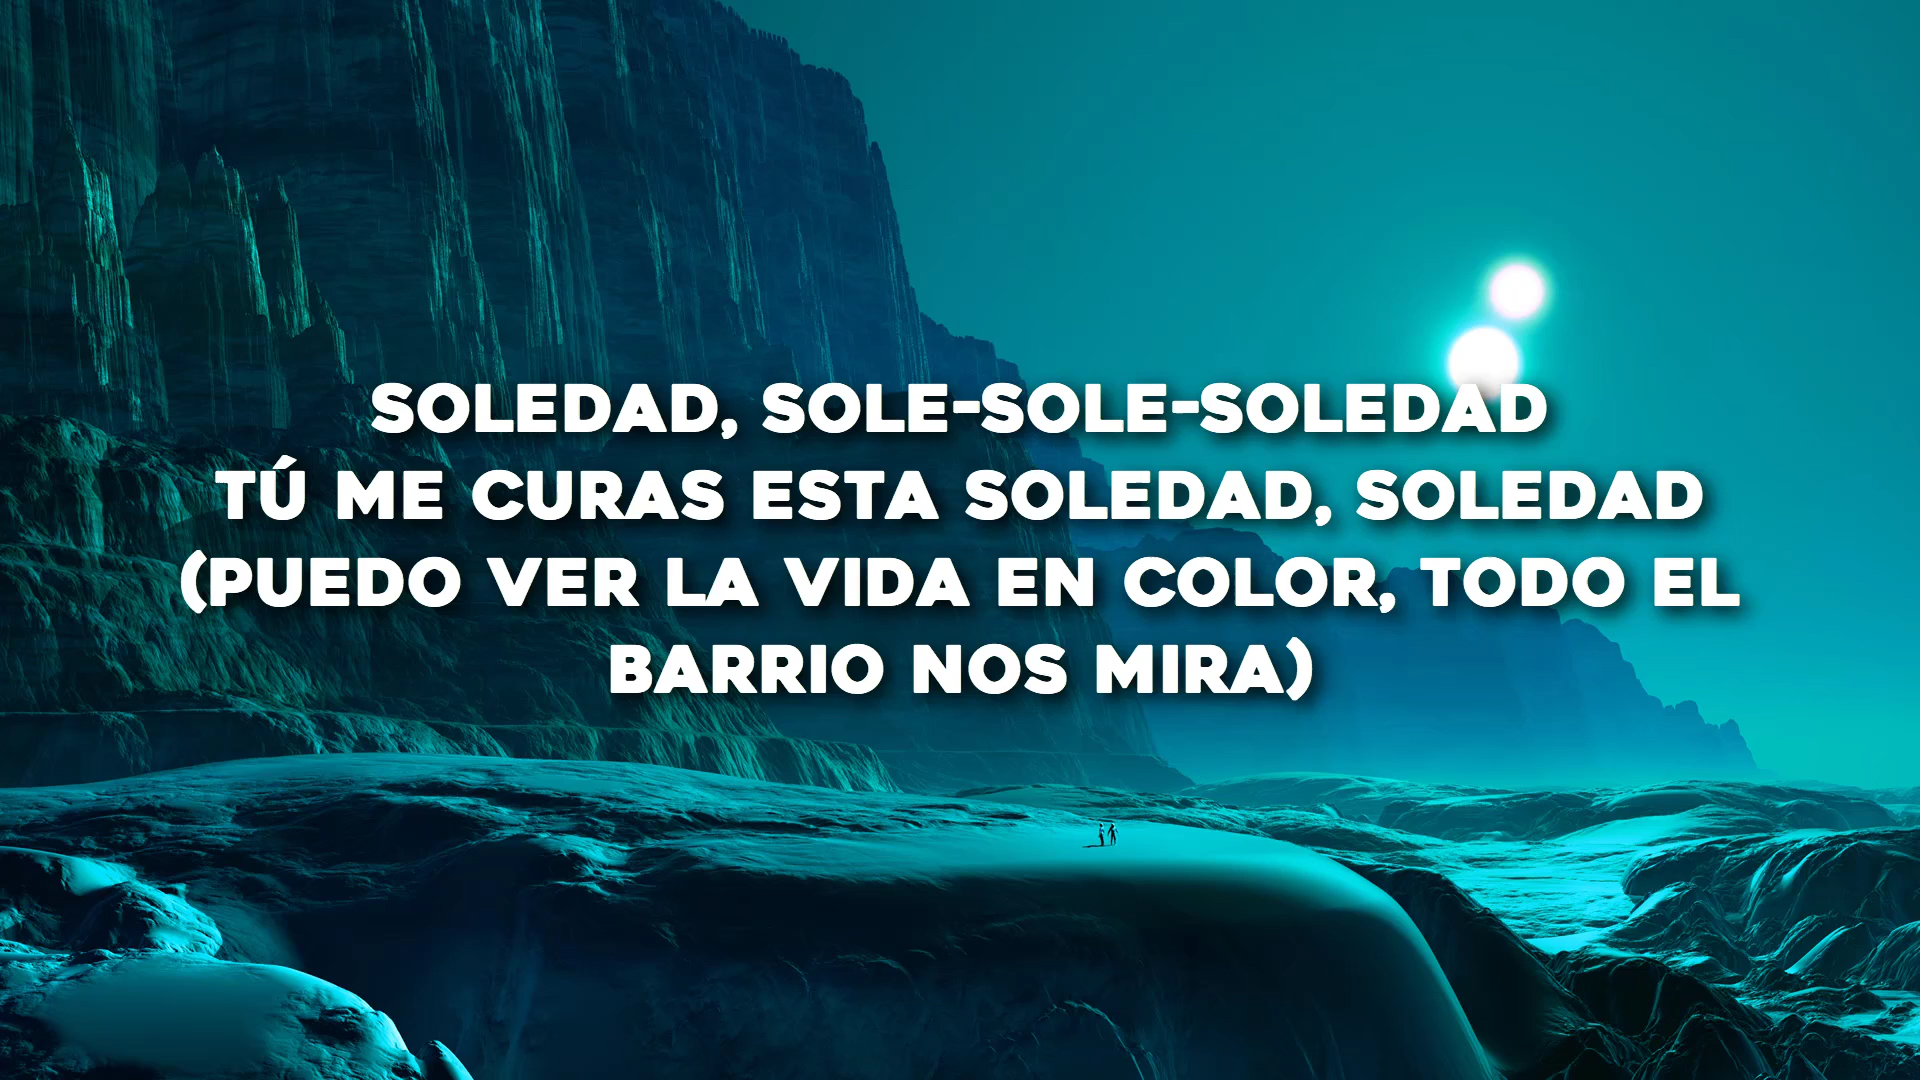 SOLEDAD, SOLE-SOLE-SOLEDAD
TÚ ME CURAS ESTA SOLEDAD, SOLEDAD
(PUEDO VER LA VIDA EN COLOR, TODO EL
BARRIO NOS MIRA)